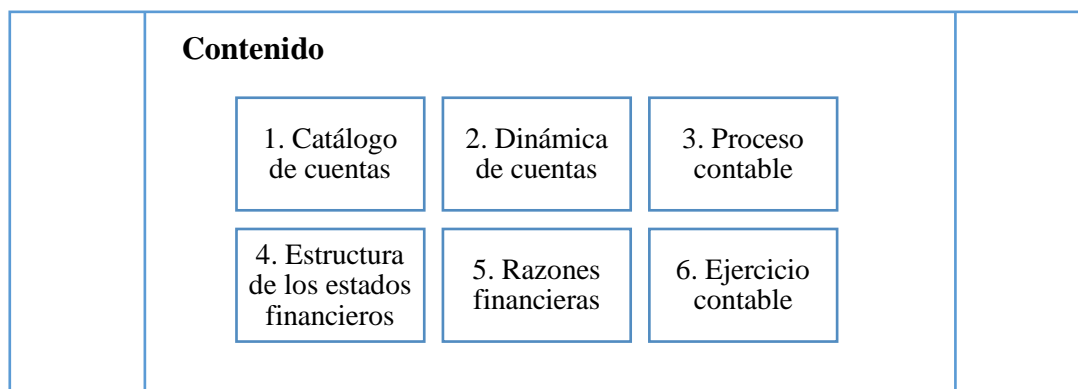 Contenido
1. Catálogo
de cuentas
2. Dinámica
de cuentas
3. Proceso
contable
4. Estructura
de los estados
financieros
5. Razones
financieras
6. Ejercicio
contable